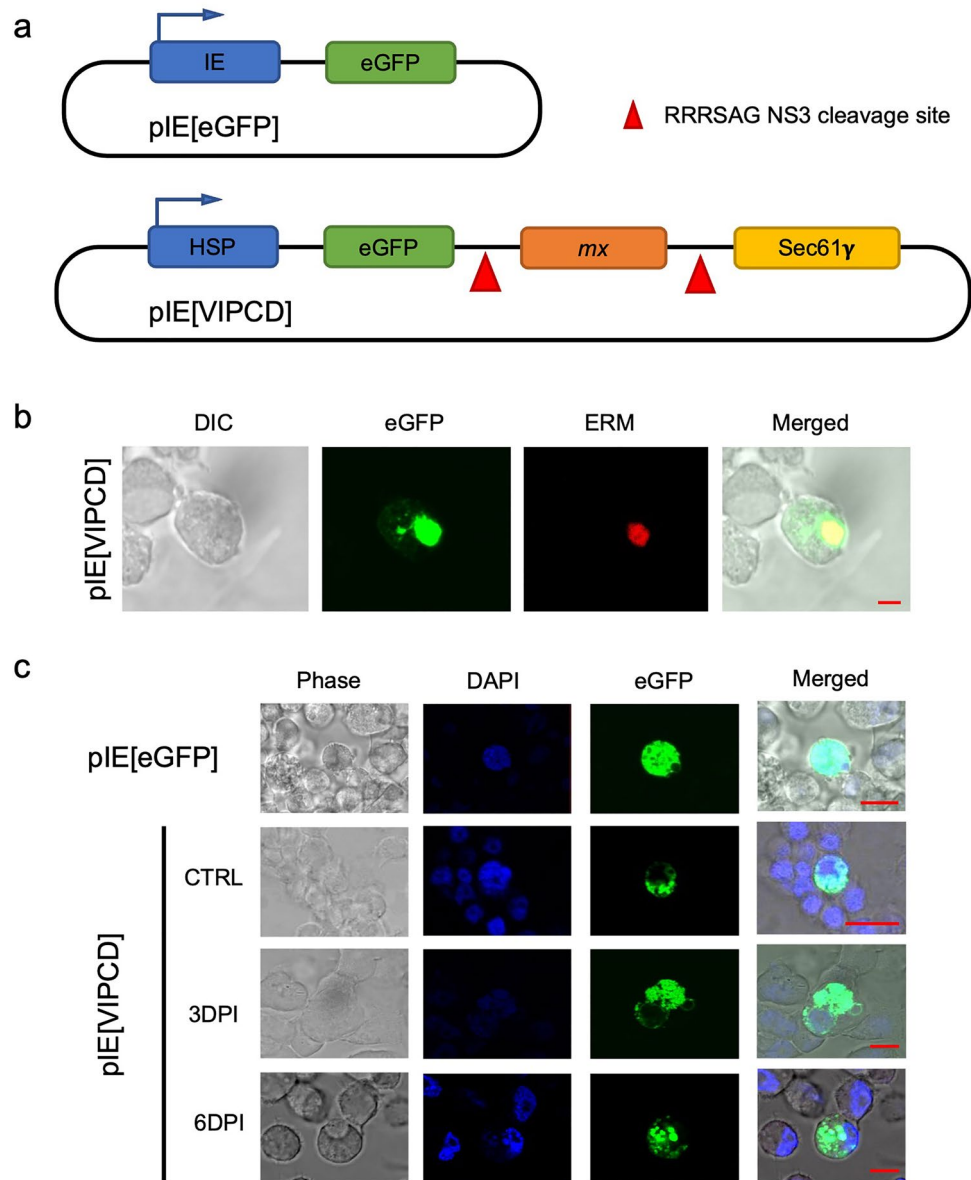 a
IE
eGFP
pIE[eGFP]
RRRSAG NS3 cleavage site
HSP
eGFP
mx
Sec61γ
pIE[VIPCD]
b
DIC
eGFP
ERM
Merged
pIE[VIPCD]
c
Phase
DAPI
eGFP
Merged
pIE[eGFP]
pIE[VIPCD]
CTRL
3DPI
6DPI